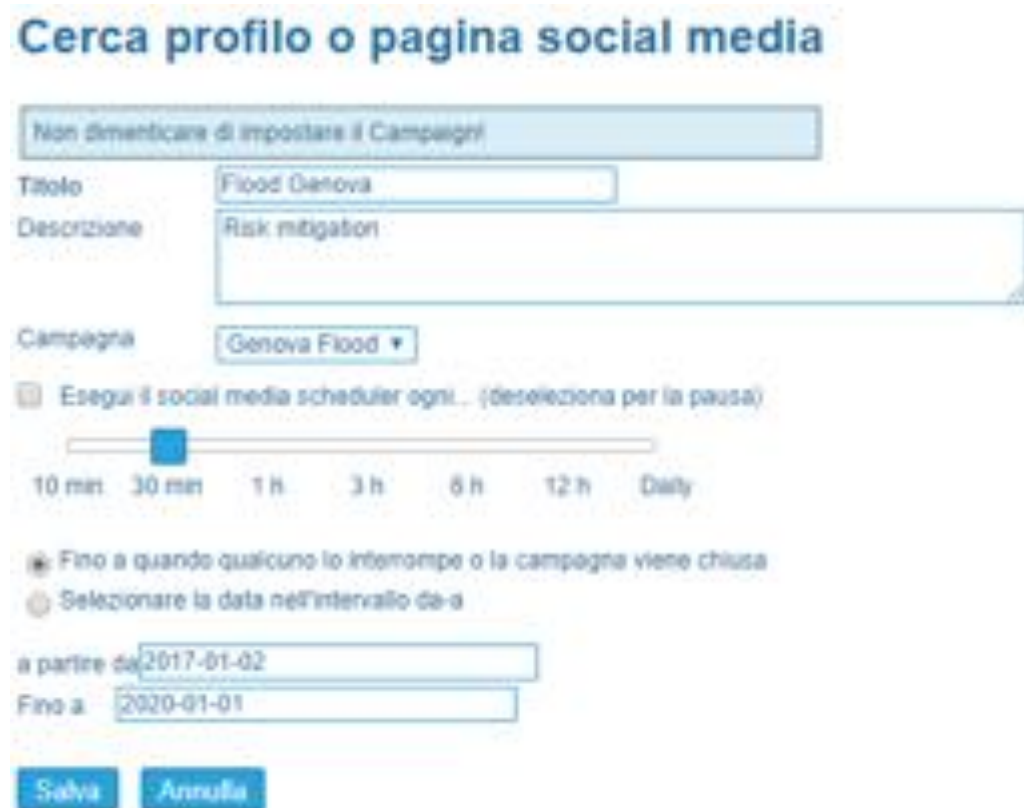 Cerca profilo o pagina social media
Non dimenticare di impostare il Campaign!
Titolo Flood Genova
Descrizione Risk mitigation
Campagna Genova Flood ▼
Esegui il social media scheduler ogni... (deseleziona per la pausa)
10 min 30 min 1 h 3 h 6 h 12 h Daily
Fino a quando qualcuno lo interrompe o la campagna viene chiusa
Selezionare la data nell'intervallo da-a
a partire da 2017-01-02
Fino a 2020-01-01
Salva Annulla